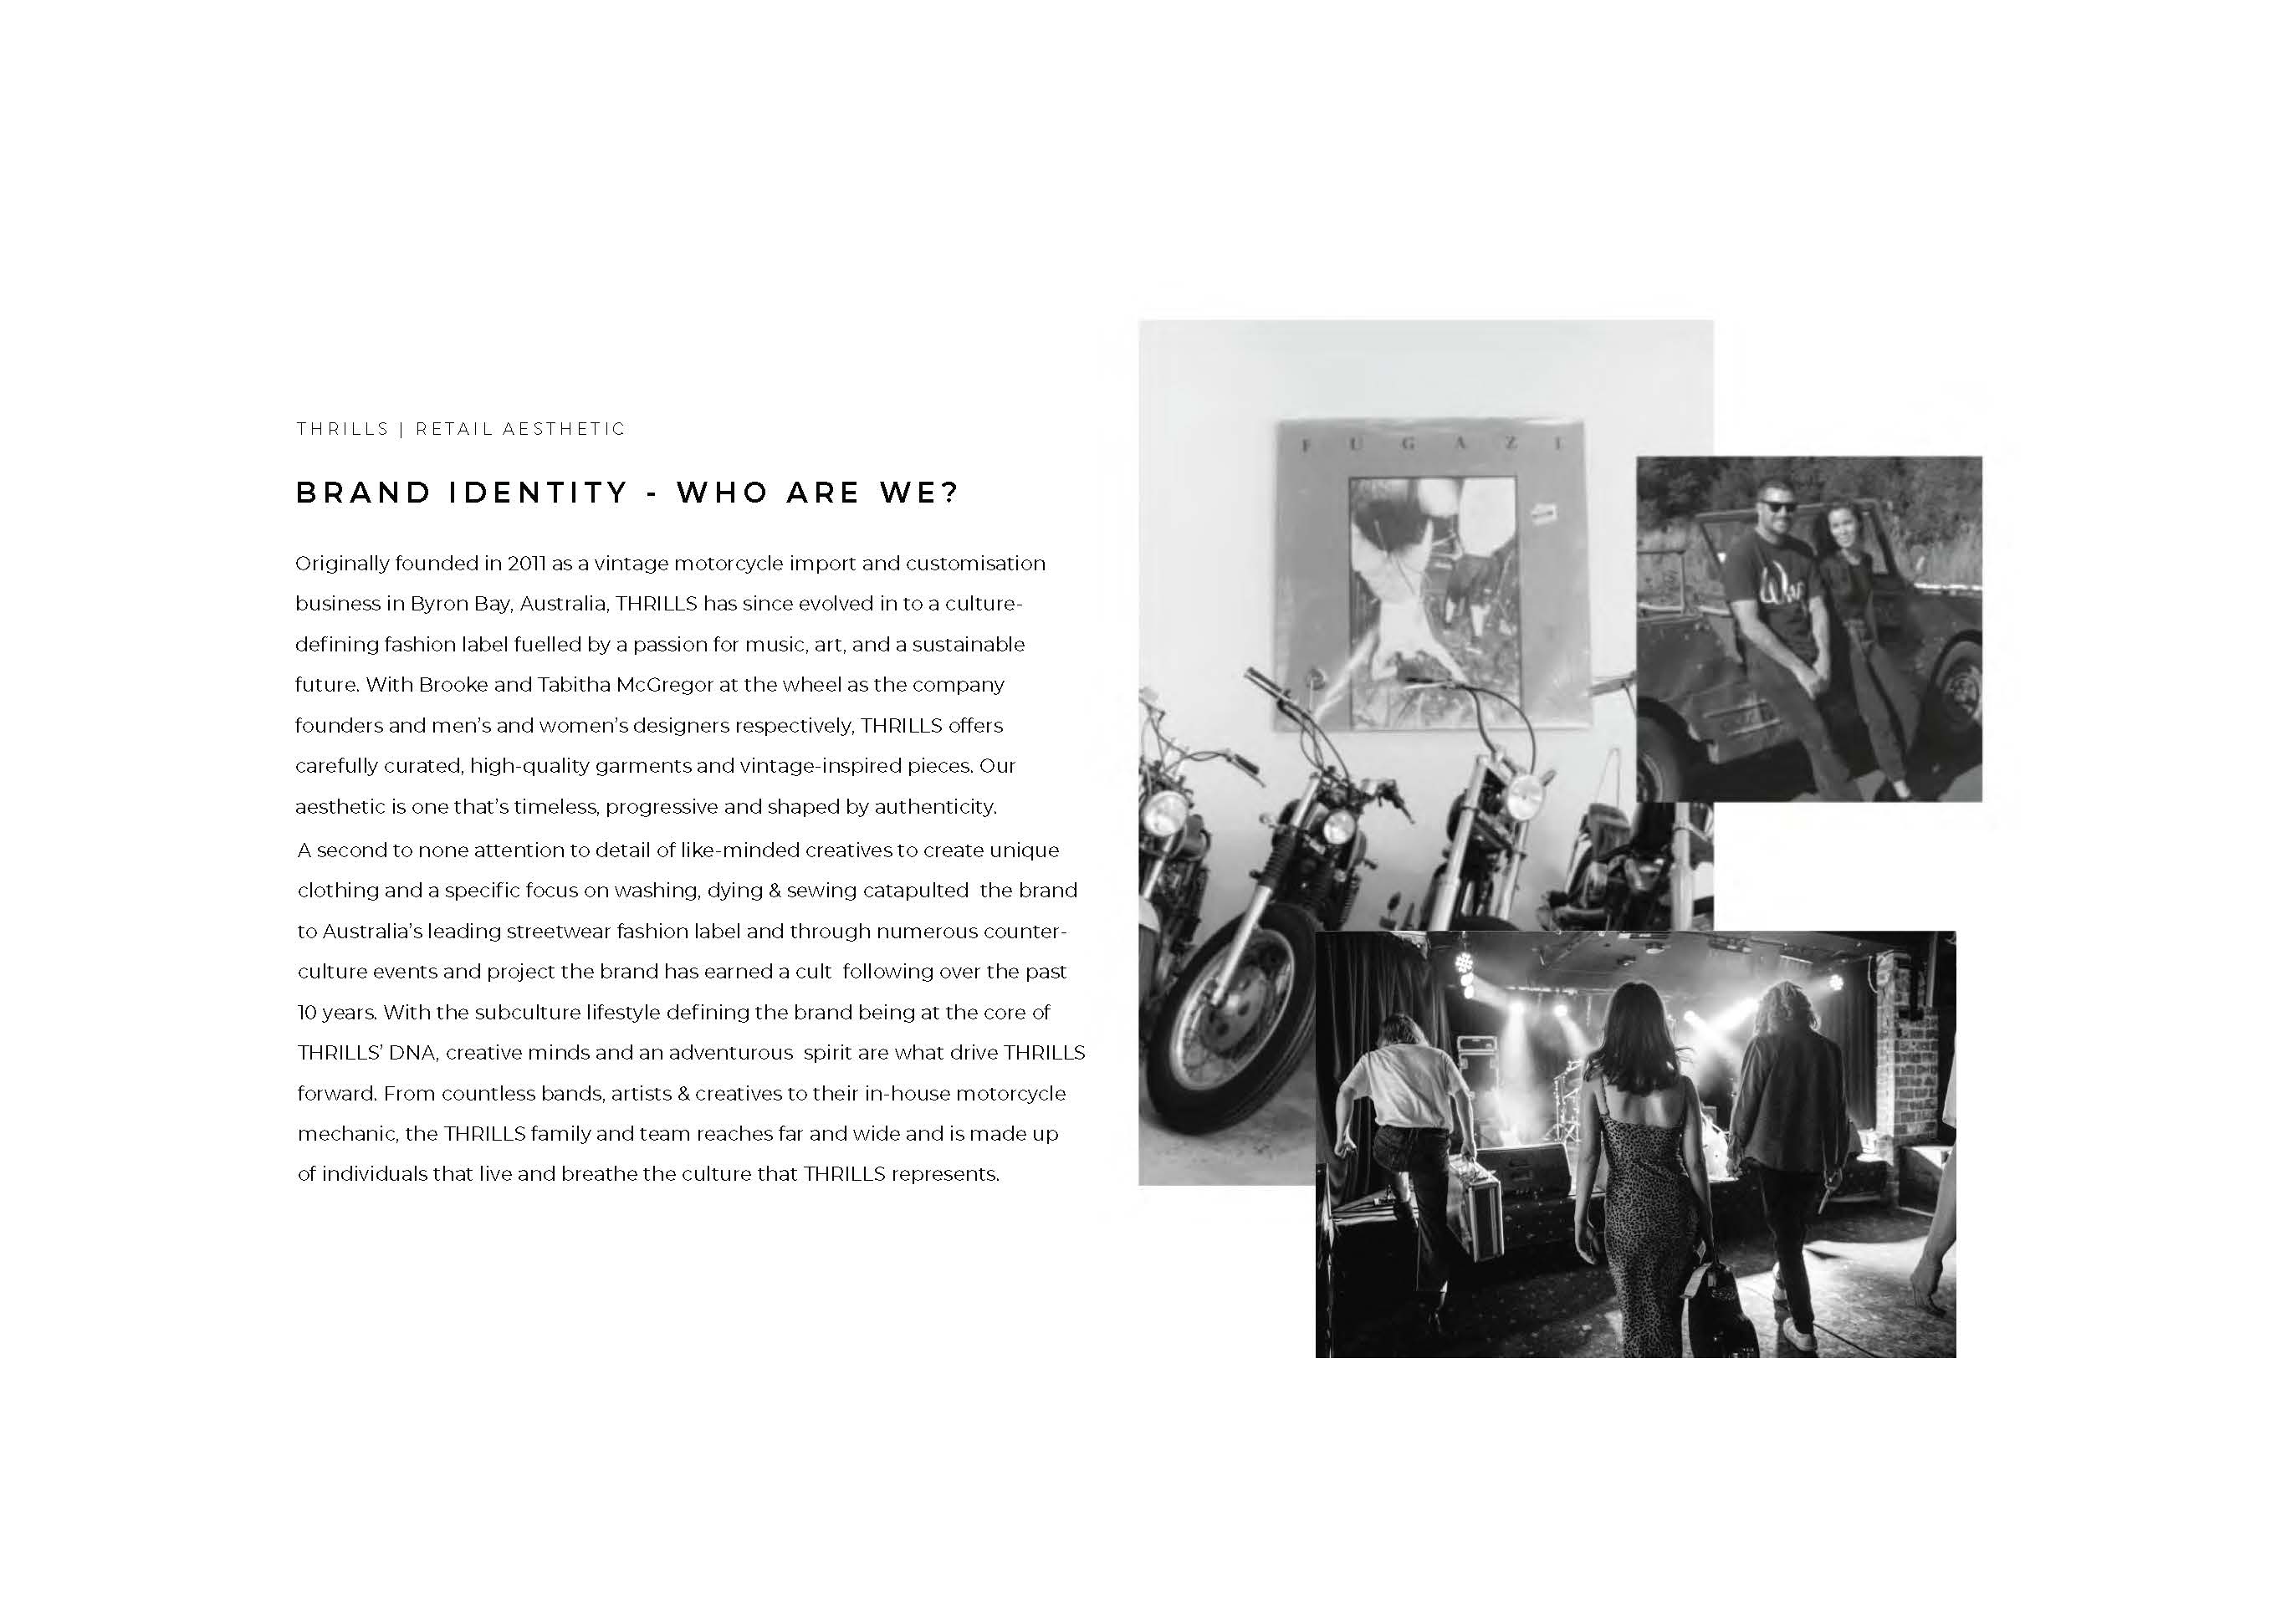 THRILLS | RETAIL AESTHETIC
BRAND IDENTITY - WHO ARE WE?
Originally founded in 2011 as a vintage motorcycle import and customisation
business in Byron Bay, Australia, THRILLS has since evolved in to a culture-
defining fashion label fuelled by a passion for music, art, and a sustainable
future. With Brooke and Tabitha McGregor at the wheel as the company
founders and men's and women's designers respectively, THRILLS offers
carefully curated, high-quality garments and vintage-inspired pieces. Our
aesthetic is one that's timeless, progressive and shaped by authenticity.
A second to none attention to detail of like-minded creatives to create unique
clothing and a specific focus on washing, dying & sewing catapulted  the brand
to Australia's leading streetwear fashion label and through numerous counter-
culture events and project the brand has earned a cult  following over the past
10 years. With the subculture lifestyle defining the brand being at the core of
THRILLS' DNA, creative minds and an adventurous  spirit are what drive THRILLS
forward. From countless bands, artists & creatives to their in-house motorcycle
mechanic, the THRILLS family and team reaches far and wide and is made up
of individuals that live and breathe the culture that THRILLS represents.
FUGAZI